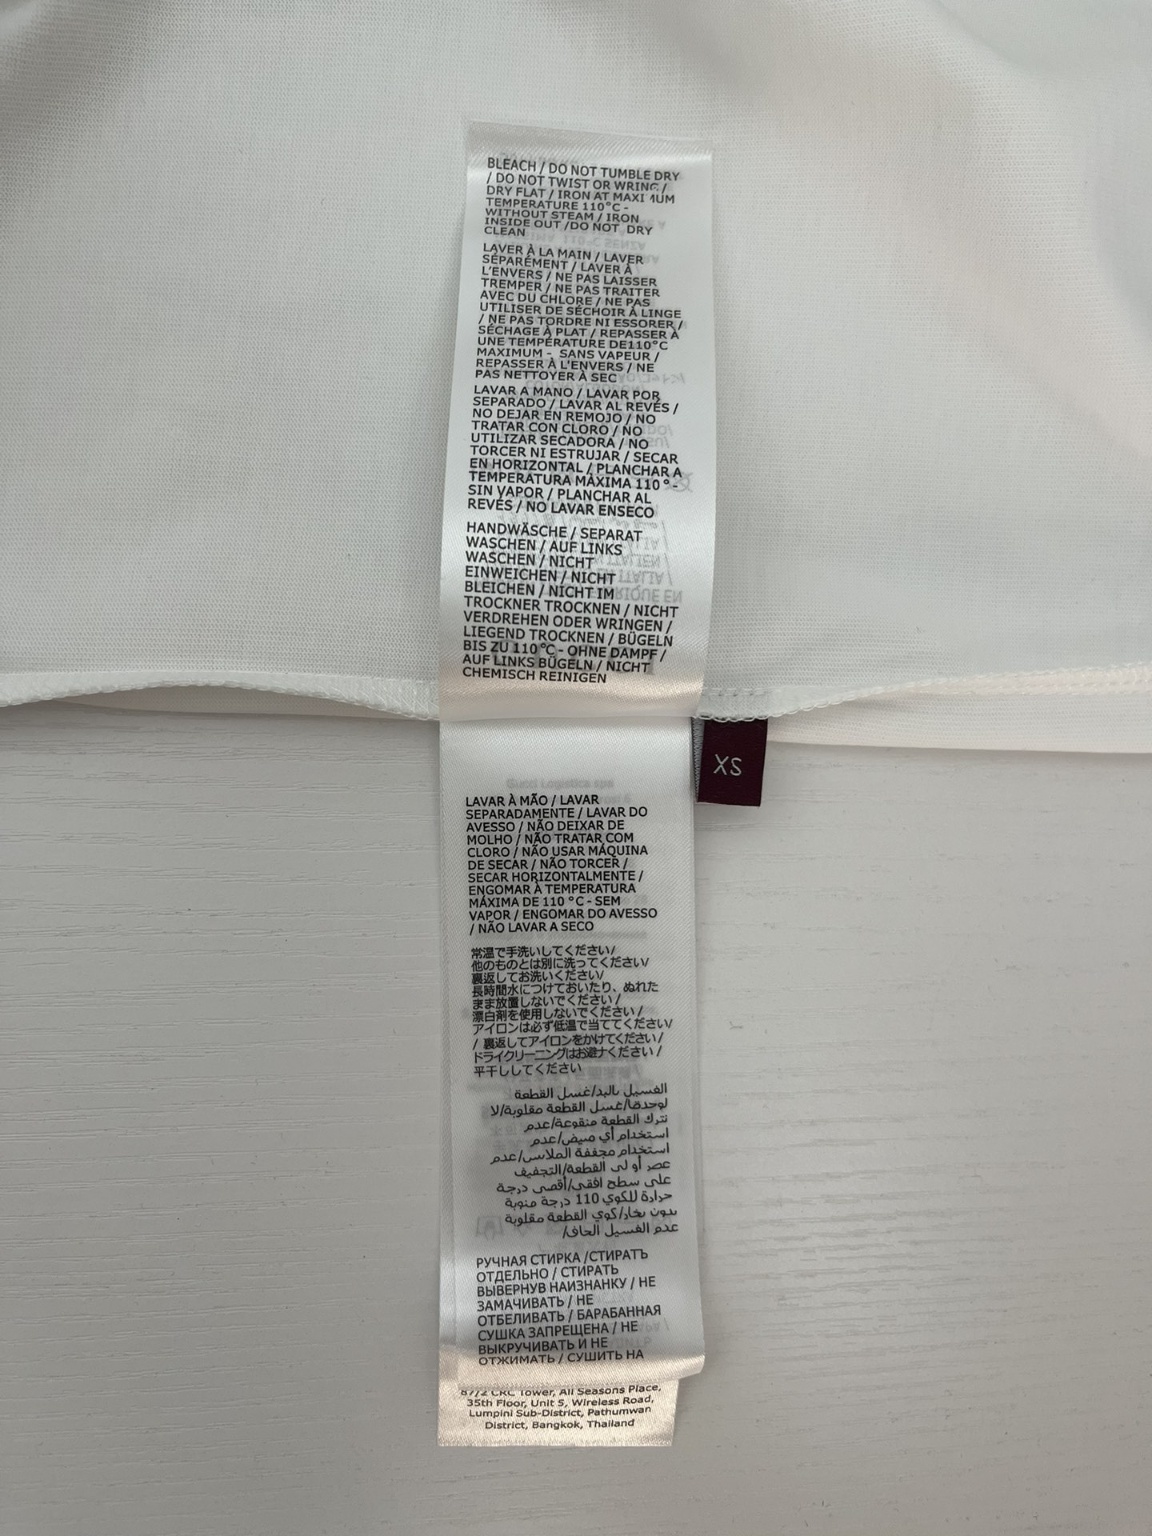 BLEACH / DO NOT TUMBLE DRY
/ DO NOT TWIST OR WRING /
DRY FLAT / IRON AT MAXI MUM
TEMPERATURE 110°C -
WITHOUT STEAM / IRON
INSIDE OUT /DO NOT DRY
CLEAN
LAVER À LA MAIN / LAVER
SÉPARÉMENT / LAVER À
L'ENVERS / NE PAS LAISSER
TREMPER / NE PAS TRAITER
AVEC DU CHLORE / NE PAS
UTILISER DE SÉCHOIR À LINGE
/ NE PAS TORDRE NI ESSORER /
SÉCHAGE À PLAT / REPASSER À
UNE TEMPÉRATURE DE110°C
MAXIMUM - SANS VAPEUR /
REPASSER À L'ENVERS / NE
PAS NETTOYER À SEC
LAVAR A MANO / LAVAR POR
SEPARADO / LAVAR AL REVÉS /
NO DEJAR EN REMOJO / NO
TRATAR CON CLORO / NO
UTILIZAR SECADORA / NO
TORCER NI ESTRUJAR / SECAR
EN HORIZONTAL / PLANCHAR A
TEMPERATURA MÁXIMA 110 ° -
SIN VAPOR / PLANCHAR AL
REVÉS / NO LAVAR ENSECO
HANDWÄSCHE / SEPARAT
WASCHEN / AUF LINKS
WASCHEN / NICHT
EINWEICHEN / NICHT
BLEICHEN / NICHT IM
TROCKNER TROCKNEN / NICHT
VERDREHEN ODER WRINGEN /
LIEGEND TROCKNEN / BÜGELN
BIS ZU 110 °C - OHNE DAMPF /
AUF LINKS BÜGELN / NICHT
CHEMISCH REINIGEN
XS
Gucci Logistica spa
LAVAR À MÃO / LAVAR
SEPARADAMENTE / LAVAR DO
AVESSO / NÃO DEIXAR DE
MOLHO / NÃO TRATAR COM
CLORO / NÃO USAR MÁQUINA
DE SECAR / NÃO TORCER /
SECAR HORIZONTALMENTE /
ENGOMAR À TEMPERATURA
MÁXIMA DE 110 °C - SEM
VAPOR / ENGOMAR DO AVESSO
/ NÃO LAVAR A SECO
常温で手洗いしてください/
他のものとは別に洗ってください/
裏返してお洗いください/
長時間水につけておいたり、ぬれた
まま放置しないでください /
漂白剤を使用しないでください /
アイロンは必ず低温で当ててください/
/ 裏返してアイロンをかけてください /
ドライクリーニングはお避ケください /
平干ししてください
الغسيل باليد/غسل القطعة
لوحدها/غسل القطعة مقلوبة/لا
تترك القطعة منقوعة/عدم
استخدام أي مبيض/عدم
استخدام مجففة الملابس/عدم
عصر أو لي القطعة/التجفيف
على سطح افقي/أقصى درجة
حرارة للكوي 110 درجة مئوية
بدون بخار/كوي القطعة مقلوبة
عدم الغسيل الجاف/
РУЧНАЯ СТИРКА /СТИРАТЬ
ОТДЕЛЬНО / СТИРАТЬ
ВЫВЕРНУВ НАИЗНАНКУ / НЕ
ЗАМАЧИВАТЬ / НЕ
ОТБЕЛИВАТЬ / БАРАБАННАЯ
СУШКА ЗАПРЕЩЕНА / НЕ
ВЫКРУЧИВАТЬ И НЕ
ОТЖИМАТЬ / СУШИТЬ НА
87/2 CRC Tower, All Seasons Place,
35th Floor, Unit 5, Wireless Road,
Lumpini Sub-District, Pathumwan
District, Bangkok, Thailand